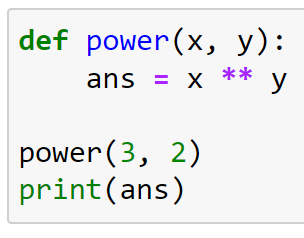 def power(x, y):
    ans = x ** y

power(3, 2)
print(ans)